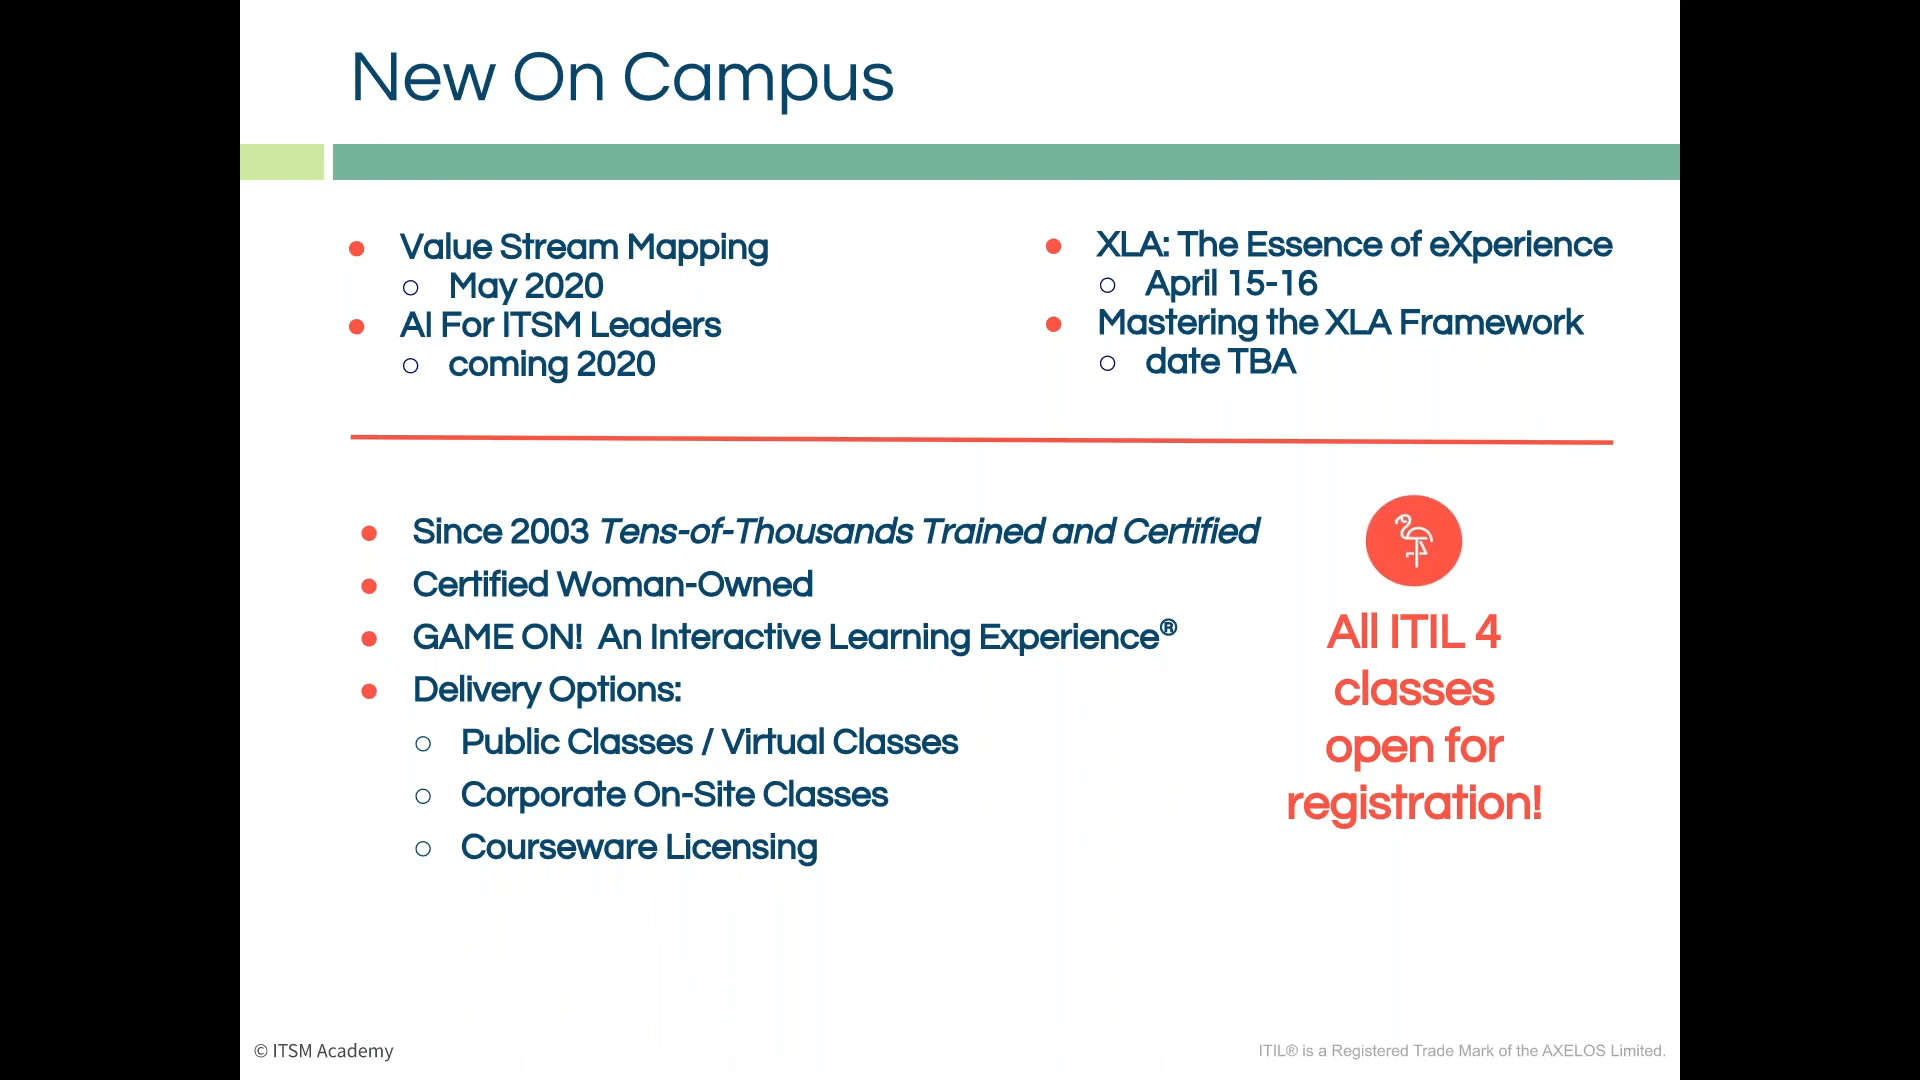 New On Campus
Value Stream Mapping
May 2020
AI For ITSM Leaders
coming 2020
XLA: The Essence of eXperience
April 15-16
Mastering the XLA Framework
date TBA
Since 2003 Tens-of-Thousands Trained and Certified
Certified Woman-Owned
GAME ON!  An Interactive Learning Experience®
Delivery Options:
Public Classes / Virtual Classes
Corporate On-Site Classes
Courseware Licensing
All ITIL 4
classes
open for
registration!
© ITSM Academy
ITIL® is a Registered Trade Mark of the AXELOS Limited.